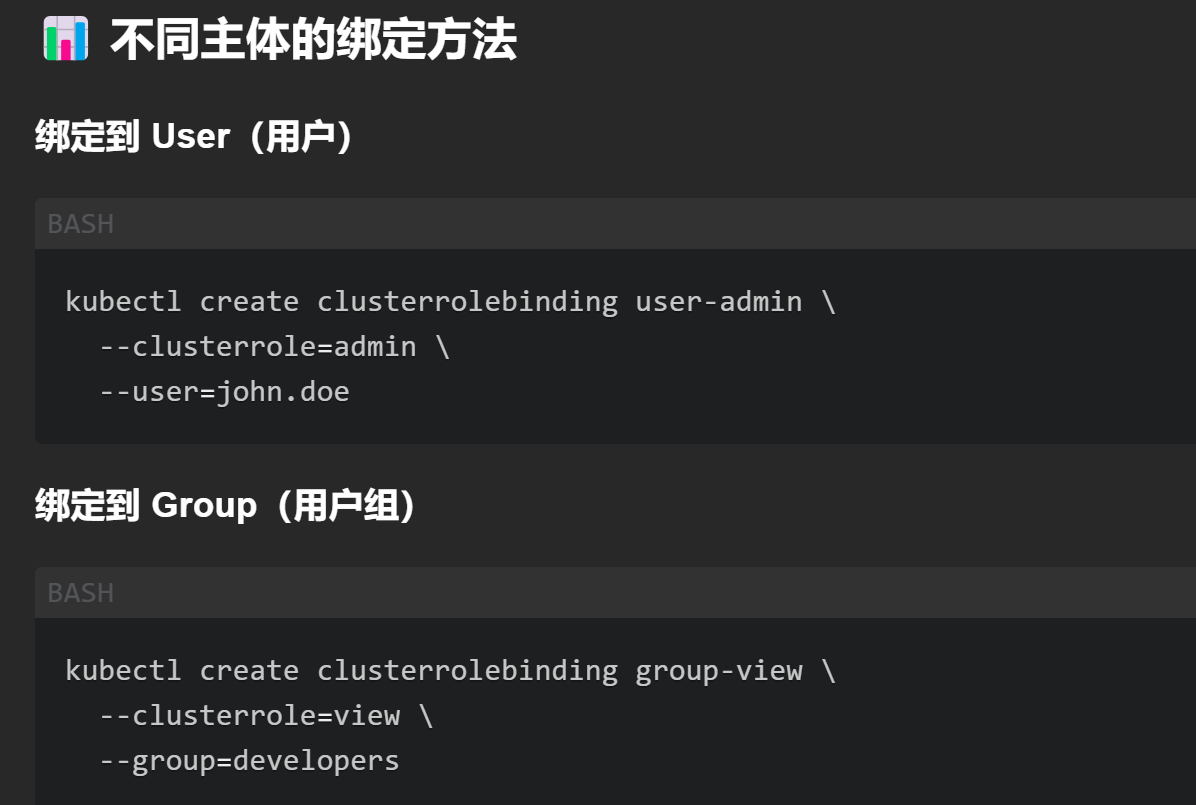 📊 不同主体的绑定方法
绑定到 User（用户）
BASH
kubectl create clusterrolebinding user-admin \
  --clusterrole=admin \
  --user=john.doe
绑定到 Group（用户组）
BASH
kubectl create clusterrolebinding group-view \
  --clusterrole=view \
  --group=developers